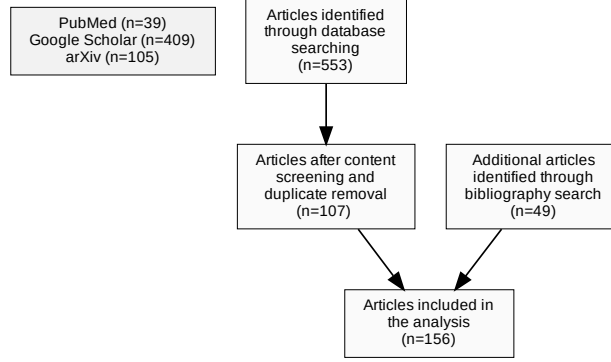 PubMed (n=39)
Google Scholar (n=409)
arXiv (n=105)
Articles identified
through database
searching
(n=553)
Articles after content
screening and
duplicate removal
(n=107)
Additional articles
identified through
bibliography search
(n=49)
Articles included in
the analysis
(n=156)